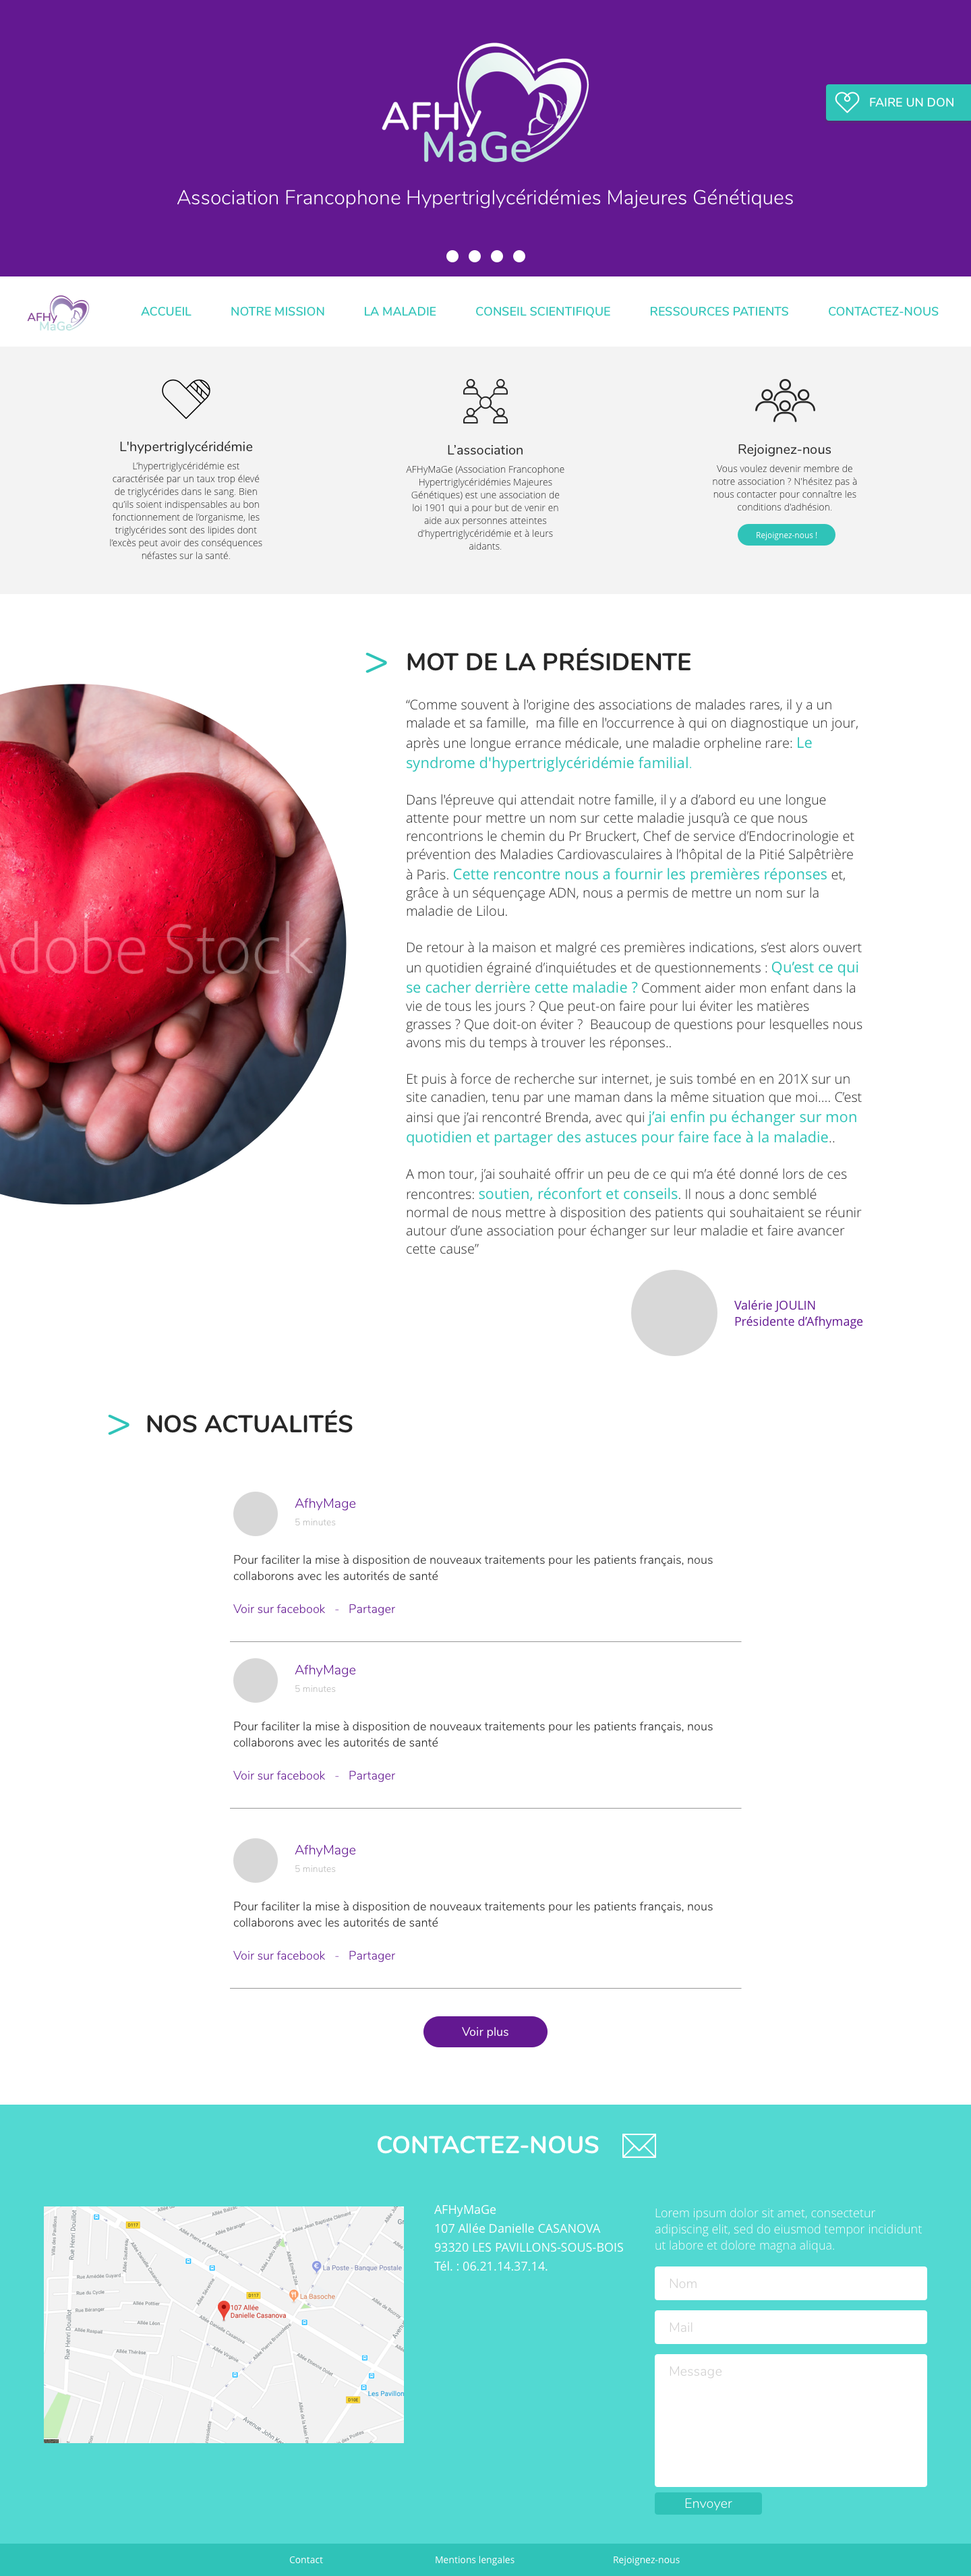 AFHy
MaGe
FAIRE UN DON
Association Francophone Hypertriglycéridémies Majeures Génétiques
AFHy
MaGe
ACCUEIL
NOTRE MISSION
LA MALADIE
CONSEIL SCIENTIFIQUE
RESSOURCES PATIENTS
CONTACTEZ-NOUS
L'hypertriglycéridémie
L'hypertriglycéridémie est
caractérisée par un taux trop élevé
de triglycérides dans le sang. Bien
qu'ils soient indispensables au bon
fonctionnement de l'organisme, les
triglycérides sont des lipides dont
l'excès peut avoir des conséquences
néfastes sur la santé.
L'association
AFHyMaGe (Association Francophone
Hypertriglycéridémies Majeures
Génétiques) est une association de
loi 1901 qui a pour but de venir en
aide aux personnes atteintes
d'hypertriglycéridémie et à leurs
aidants.
Rejoignez-nous
Vous voulez devenir membre de
notre association ? N'hésitez pas à
nous contacter pour connaître les
conditions d'adhésion.
Rejoignez-nous !
> MOT DE LA PRÉSIDENTE
“Comme souvent à l'origine des associations de malades rares, il y a un
malade et sa famille, ma fille en l'occurrence à qui on diagnostique un jour,
après une longue errance médicale, une maladie orpheline rare: Le
syndrome d'hypertriglycéridémie familial.
Dans l'épreuve qui attendait notre famille, il y a d’abord eu une longue
attente pour mettre un nom sur cette maladie jusqu’à ce que nous
rencontrions le chemin du Pr Bruckert, Chef de service d’Endocrinologie et
prévention des Maladies Cardiovasculaires à l’hôpital de la Pitié Salpêtrière
à Paris. Cette rencontre nous a fournir les premières réponses et,
grâce à un séquençage ADN, nous a permis de mettre un nom sur la
maladie de Lilou.
De retour à la maison et malgré ces premières indications, s’est alors ouvert
un quotidien égrainé d’inquiétudes et de questionnements : Qu’est ce qui
se cacher derrière cette maladie ? Comment aider mon enfant dans la
vie de tous les jours ? Que peut-on faire pour lui éviter les matières
grasses ? Que doit-on éviter ? Beaucoup de questions pour lesquelles nous
avons mis du temps à trouver les réponses..
Et puis à force de recherche sur internet, je suis tombé en en 201X sur un
site canadien, tenu par une maman dans la même situation que moi.... C’est
ainsi que j’ai rencontré Brenda, avec qui j’ai enfin pu échanger sur mon
quotidien et partager des astuces pour faire face à la maladie..
A mon tour, j’ai souhaité offrir un peu de ce qui m’a été donné lors de ces
rencontres: soutien, réconfort et conseils. Il nous a donc semblé
normal de nous mettre à disposition des patients qui souhaitaient se réunir
autour d’une association pour échanger sur leur maladie et faire avancer
cette cause”
Adobe Stock
Valérie JOULIN
Présidente d’Afhymage
> NOS ACTUALITÉS
AfhyMage
5 minutes
Pour faciliter la mise à disposition de nouveaux traitements pour les patients français, nous
collaborons avec les autorités de santé
Voir sur facebook - Partager
AfhyMage
5 minutes
Pour faciliter la mise à disposition de nouveaux traitements pour les patients français, nous
collaborons avec les autorités de santé
Voir sur facebook - Partager
AfhyMage
5 minutes
Pour faciliter la mise à disposition de nouveaux traitements pour les patients français, nous
collaborons avec les autorités de santé
Voir sur facebook - Partager
Voir plus
CONTACTEZ-NOUS
La Poste - Banque Postale
La Basoche
107 Allée
Danielle Casanova
Les Pavillon
Rue Henri Douillot
D117
AFHyMaGe
107 Allée Danielle CASANOVA
93320 LES PAVILLONS-SOUS-BOIS
Tél. : 06.21.14.37.14.
Lorem ipsum dolor sit amet, consectetur
adipiscing elit, sed do eiusmod tempor incididunt
ut labore et dolore magna aliqua.
Nom
Mail
Message
Envoyer
Contact
Mentions lengales
Rejoignez-nous